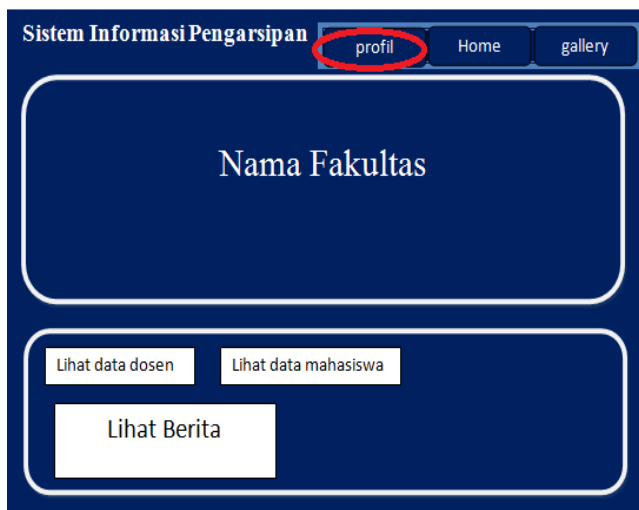 Sistem Informasi Pengarsipan
profil
Home
gallery
Nama Fakultas
Lihat data dosen
Lihat data mahasiswa
Lihat Berita